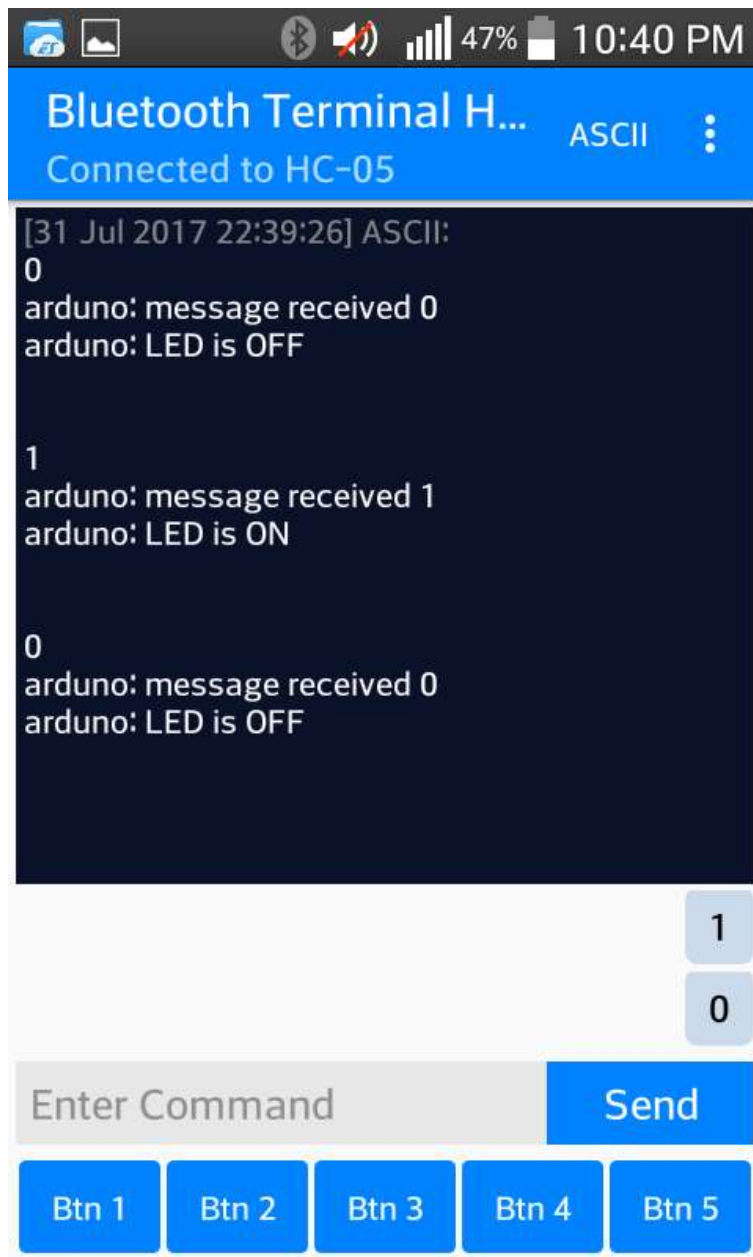 47% 10:40 PM
Bluetooth Terminal H... ASCII
Connected to HC-05
[31 Jul 2017 22:39:26] ASCII:
0
arduno: message received 0
arduno: LED is OFF
1
arduno: message received 1
arduno: LED is ON
0
arduno: message received 0
arduno: LED is OFF
1
0
Enter Command Send
Btn 1 Btn 2 Btn 3 Btn 4 Btn 5